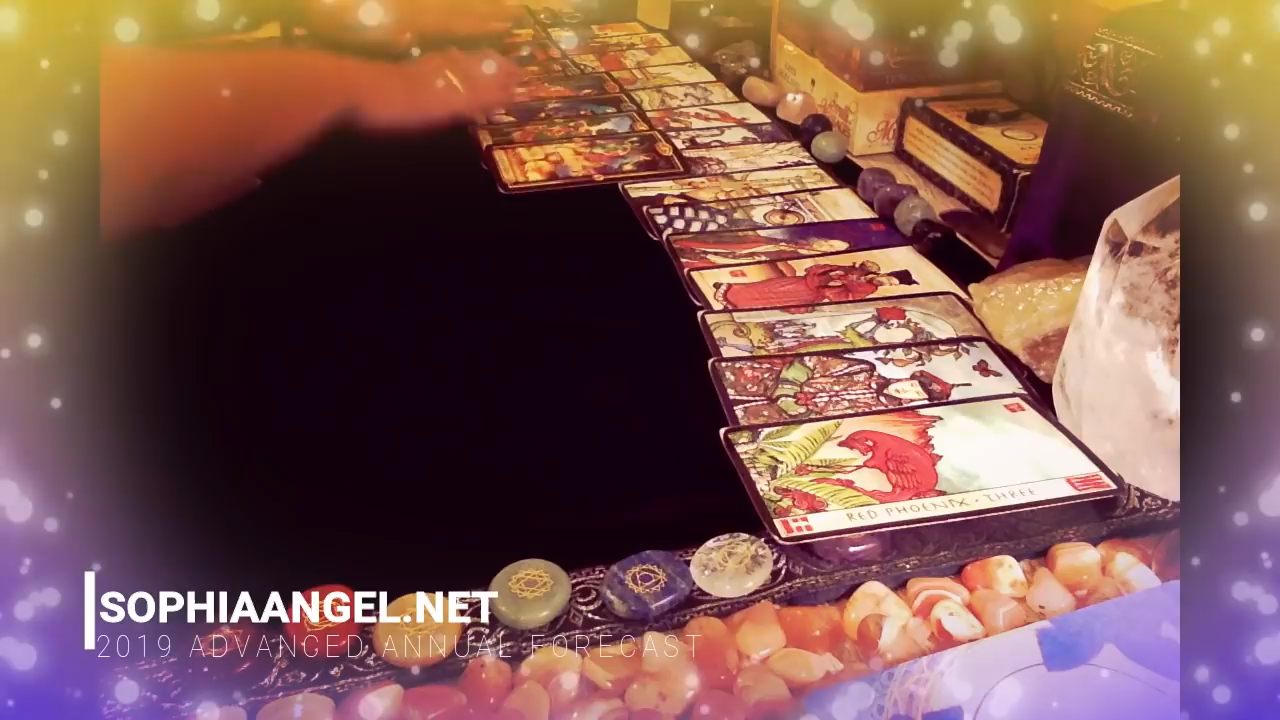 RED PHOENIX · THREE
SOPHIAANGEL.NET
2019 ADVANCED ANNUAL FORECAST